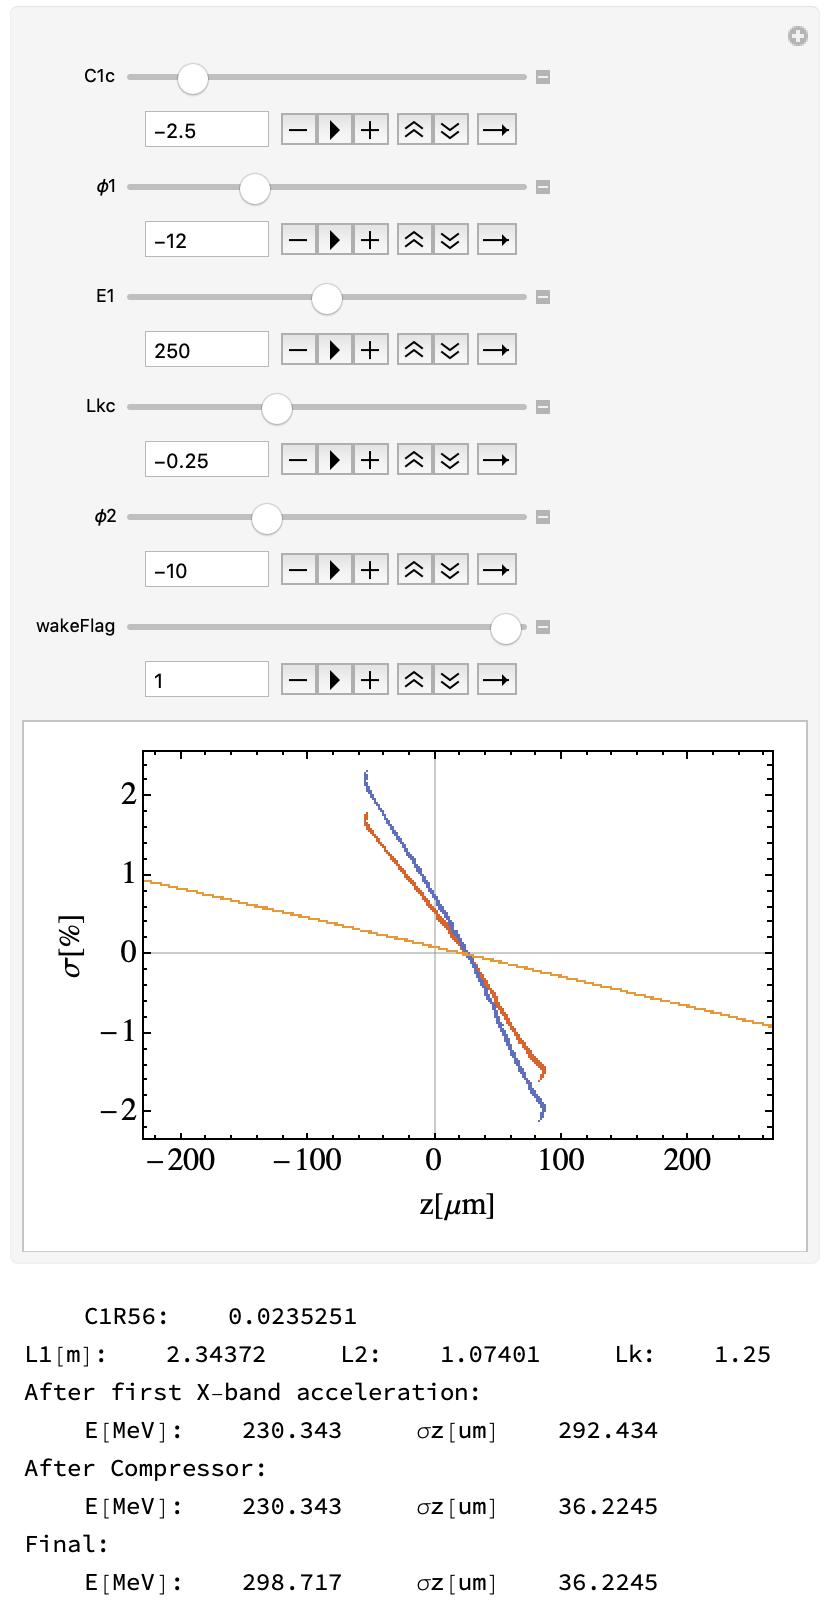 C1c
−2.5
ϕ1
−12
E1
250
Lkc
−0.25
ϕ2
−10
wakeFlag
1
2
1
0
−1
−2
σ[%]
−200 −100 0 100 200
z[μm]
C1R56: 0.0235251
L1[m]: 2.34372 L2: 1.07401 Lk: 1.25
After first X−band acceleration:
E[MeV]: 230.343 σz[um] 292.434
After Compressor:
E[MeV]: 230.343 σz[um] 36.2245
Final:
E[MeV]: 298.717 σz[um] 36.2245